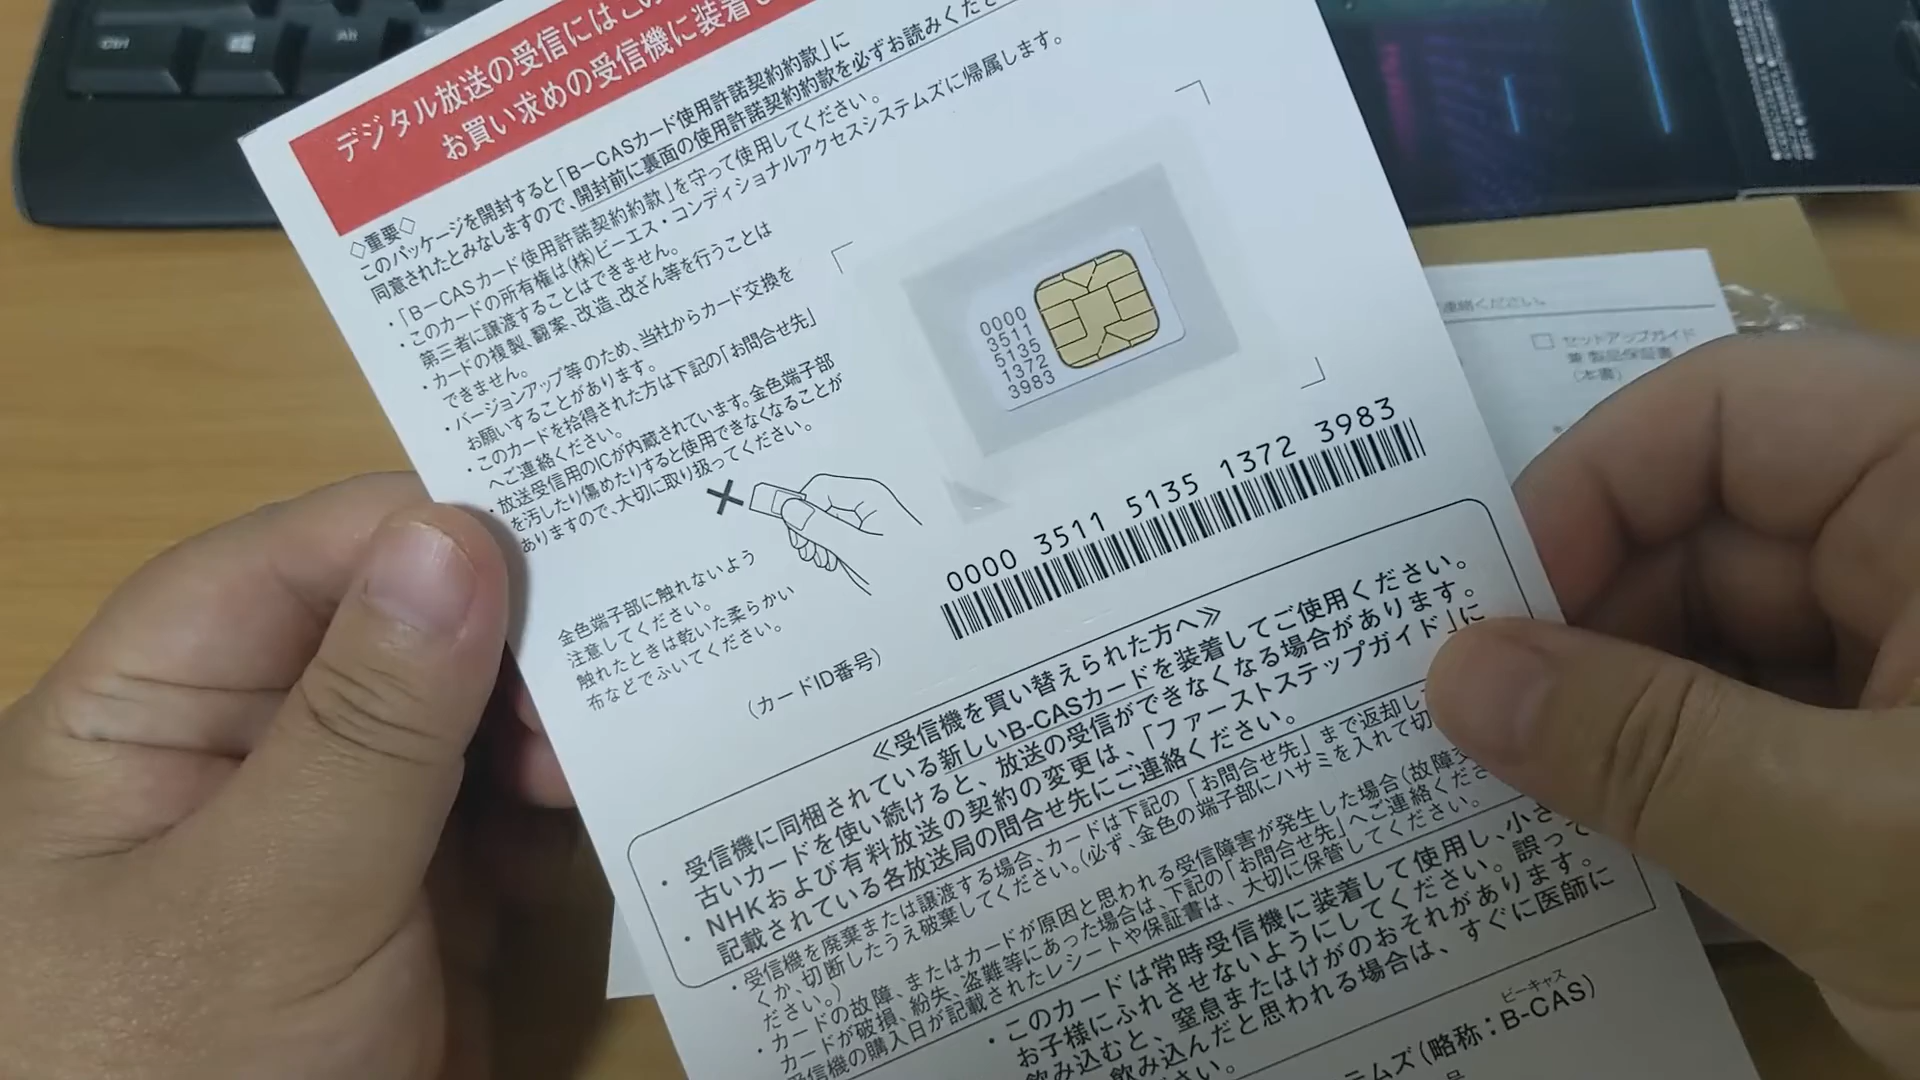 Ctrl
Alt
デジタル放送の受信にはこの
お買い求めの受信機に装着し
◇重要◇
このパッケージを開封すると「B-CASカード使用許諾契約約款」に
同意されたとみなしますので、開封前に裏面の使用許諾契約約款を必ずお読みくださ
・「B-CASカード使用許諾契約約款」を守って使用してください。
・このカードの所有権は(株)ビーエス・コンディショナルアクセスシステムズに帰属します。
第三者に譲渡することはできません。
・カードの複製、翻案、改造、改ざん等を行うことは
できません。
・バージョンアップ等のため、当社からカード交換を
お願いすることがあります。
・このカードを拾得された方は下記の「お問合せ先」
へご連絡ください。
・放送受信用のICが内蔵されています。金色端子部
を汚したり傷めたりすると使用できなくなることが
ありますので、大切に取り扱ってください。
金色端子部に触れないよう
注意してください。
触れたときは乾いた柔らかい
布などでふいてください。
0000
3511
5135
1372
3983
0000 3511 5135 1372 3983
(カードID番号)
≪受信機を買い替えられた方へ≫
・受信機に同梱されている新しいB-CASカードを装着してご使用ください。
古いカードを使い続けると、放送の受信ができなくなる場合があります。
・NHKおよび有料放送の契約の変更は、「ファーストステップガイド」に
記載されている各放送局の問合せ先にご連絡ください。
・受信機を廃棄または譲渡する場合、カードは下記の「お問合せ先」まで返却し
くか、切断したうえ破棄してください。(必ず、金色の端子部にハサミを入れて切
ださい。)
・カードの故障、またはカードが原因と思われる受信障害が発生した場合(故障交
カードが破損、紛失、盗難等にあった場合は、下記の「お問合せ先」へご連絡くださ
受信機の購入日が記載されたレシートや保証書は、大切に保管してください。
・このカードは常時受信機に装着して使用し、小さ
お子様にふれさせないようにしてください。誤って
飲み込むと、窒息またはけがのおそれがあります。
飲み込んだと思われる場合は、すぐに医師に
さい。
ビーキャス
テムズ(略称：B-CAS)
号
連絡ください。
□ セットアップガイド
兼 製品保証書
(本書)